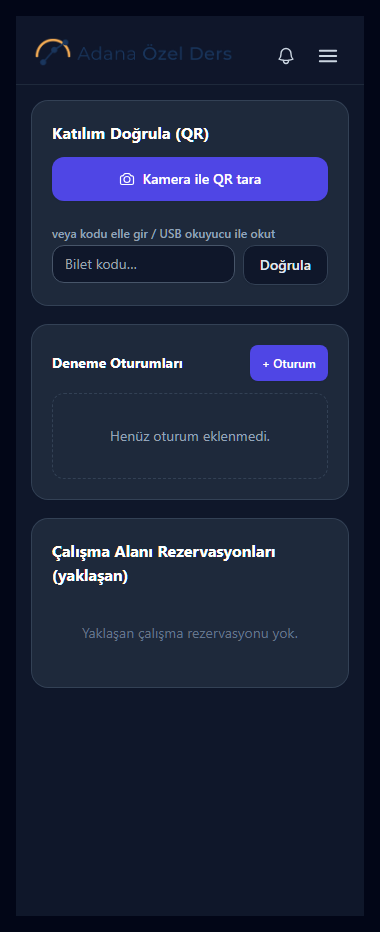 Adana Özel Ders
Katılım Doğrula (QR)
Kamera ile QR tara
veya kodu elle gir / USB okuyucu ile okut
Bilet kodu...
Doğrula
Deneme Oturumları
+ Oturum
Henüz oturum eklenmedi.
Çalışma Alanı Rezervasyonları
(yaklaşan)
Yaklaşan çalışma rezervasyonu yok.